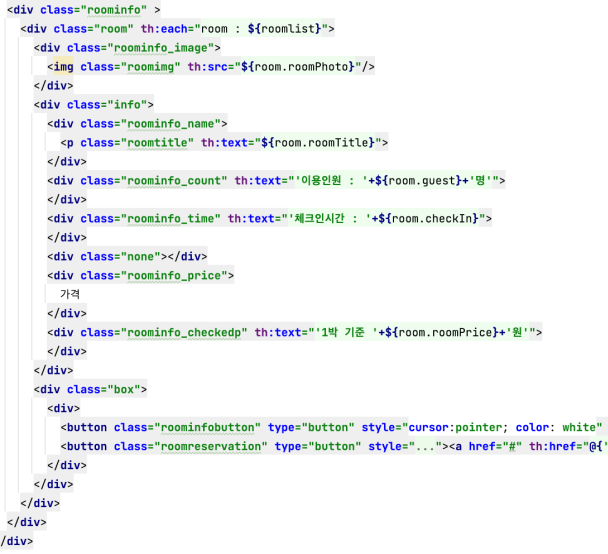 <div class="roominfo" >
<div class="room" th:each="room : ${roomlist}">
<div class="roominfo_image">
<img class="roomimg" th:src="${room.roomPhoto}"/>
</div>
<div class="info">
<div class="roominfo_name">
<p class="roomtitle" th:text="${room.roomTitle}">
</div>
<div class="roominfo_count" th:text="'이용인원 : '+${room.guest}+'명'">
</div>
<div class="roominfo_time" th:text="'체크인시간 : '+${room.checkIn}">
</div>
<div class="none"></div>
<div class="roominfo_price">
가격
</div>
<div class="roominfo_checkedp" th:text="'1박 기준 '+${room.roomPrice}+'원'">
</div>
</div>
<div class="box">
<div>
<button class="roominfobutton" type="button" style="cursor:pointer; color: white"
<button class="roomreservation" type="button" style="..."><a href="#" th:href="@{'
</div>
</div>
</div>
</div>
/div>